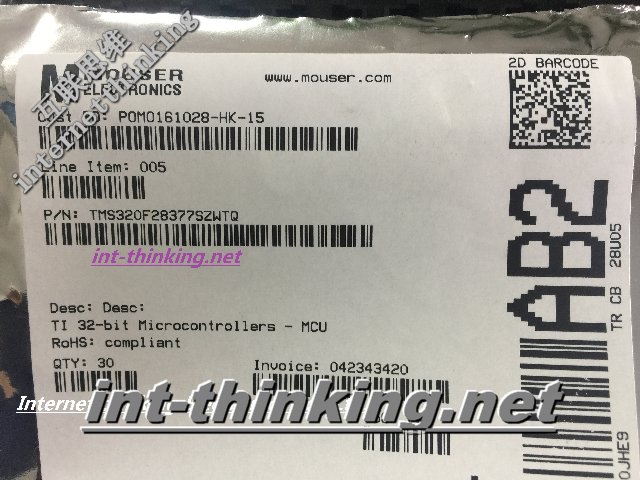 互联思维
internet thinking
MOUSER
ELECTRONICS
www.mouser.com
2D BARCODE
POMO161028-HK-15
Line Item: 005
P/N: TMS320F28377SZWTQ
int-thinking.net
Desc: Desc:
TI 32-bit Microcontrollers - MCU
RoHS: compliant
QTY: 30
Invoice: 042343420
Internet
int-thinking.net
AB2
TR CB 28U05
0JHE9